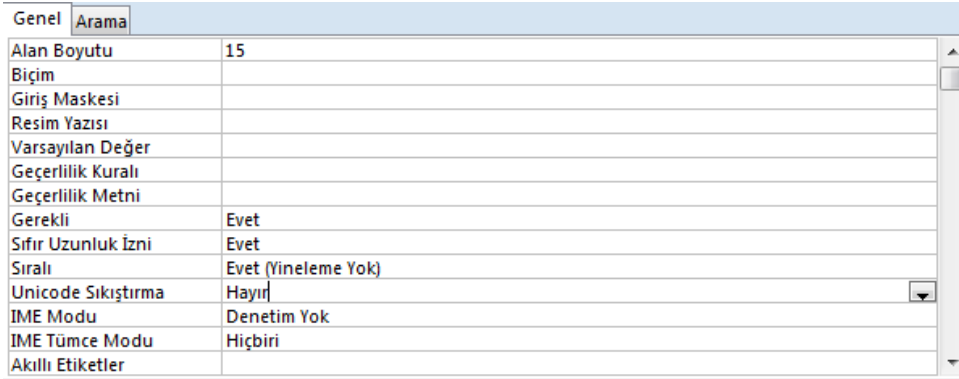 Genel Arama
Alan Boyutu 15
Biçim
Giriş Maskesi
Resim Yazısı
Varsayılan Değer
Geçerlilik Kuralı
Geçerlilik Metni
Gerekli Evet
Sıfır Uzunluk İzni Evet
Sıralı Evet (Yineleme Yok)
Unicode Sıkıştırma Hayır
IME Modu Denetim Yok
IME Tümce Modu Hiçbiri
Akıllı Etiketler